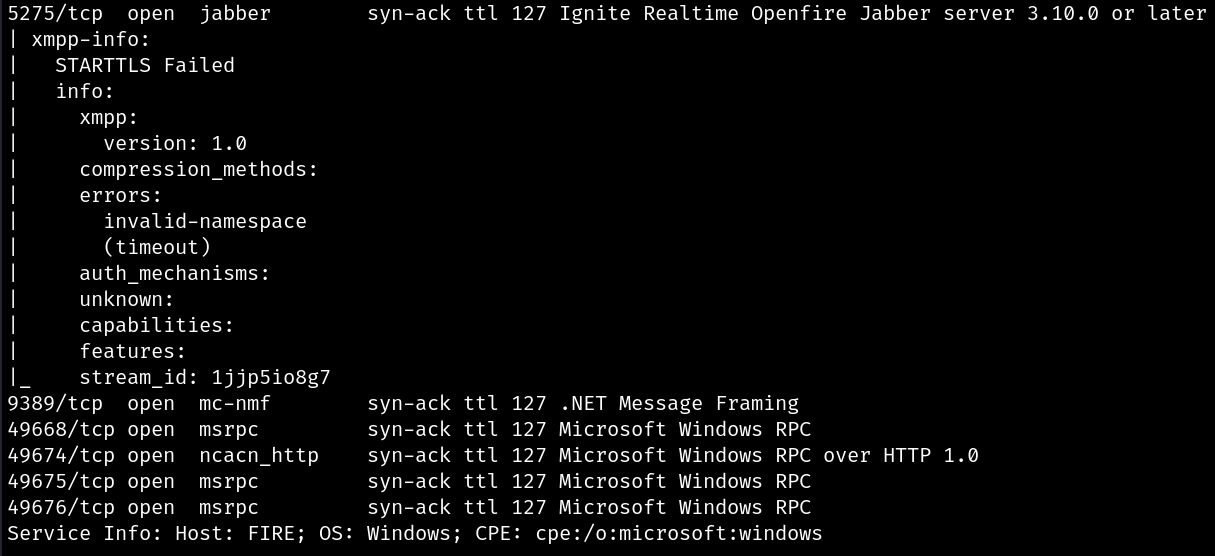 5275/tcp  open  jabber        syn-ack ttl 127 Ignite Realtime Openfire Jabber server 3.10.0 or later
| xmpp-info:
|   STARTTLS Failed
|   info:
|     xmpp:
|       version: 1.0
|     compression_methods:
|     errors:
|       invalid-namespace
|       (timeout)
|     auth_mechanisms:
|     unknown:
|     capabilities:
|     features:
|_    stream_id: 1jjp5io8g7
9389/tcp  open  mc-nmf        syn-ack ttl 127 .NET Message Framing
49668/tcp open  msrpc         syn-ack ttl 127 Microsoft Windows RPC
49674/tcp open  ncacn_http    syn-ack ttl 127 Microsoft Windows RPC over HTTP 1.0
49675/tcp open  msrpc         syn-ack ttl 127 Microsoft Windows RPC
49676/tcp open  msrpc         syn-ack ttl 127 Microsoft Windows RPC
Service Info: Host: FIRE; OS: Windows; CPE: cpe:/o:microsoft:windows